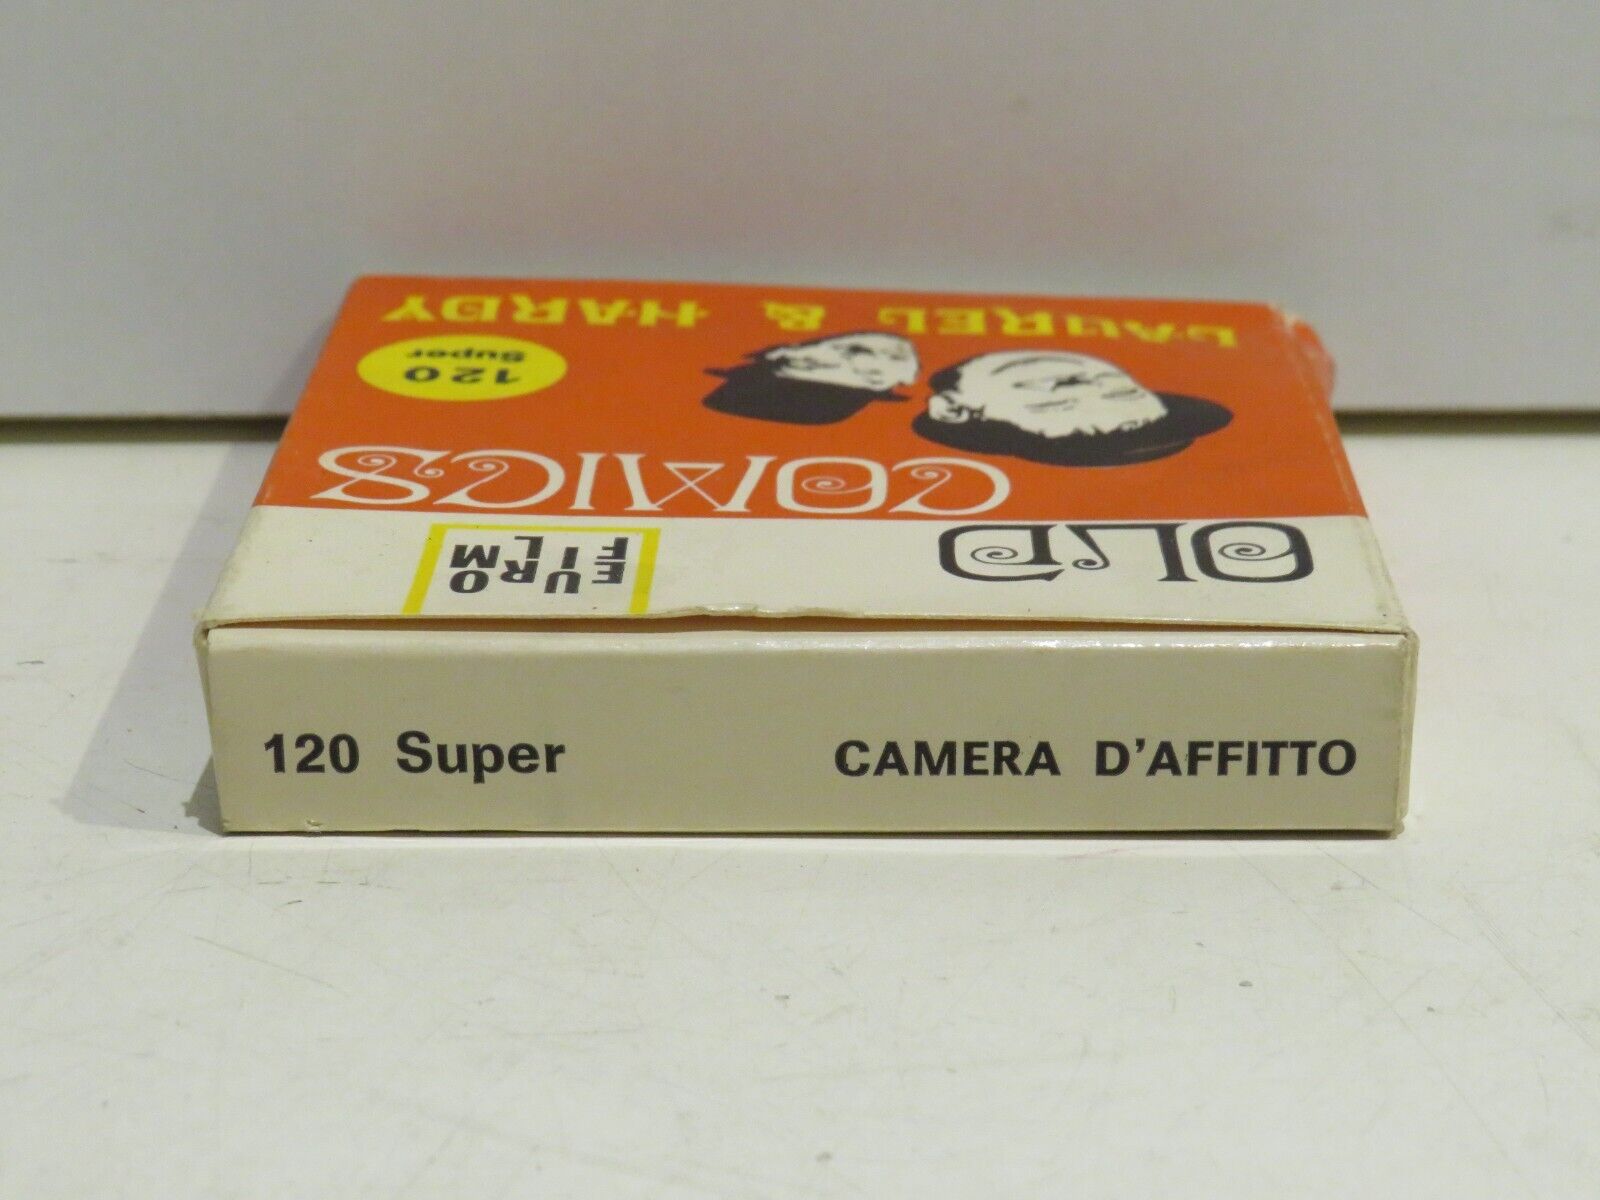 OLD
EURO
FILM
COMICS
120
Super
LAUREL & HARDY
120 Super
CAMERA D'AFFITTO